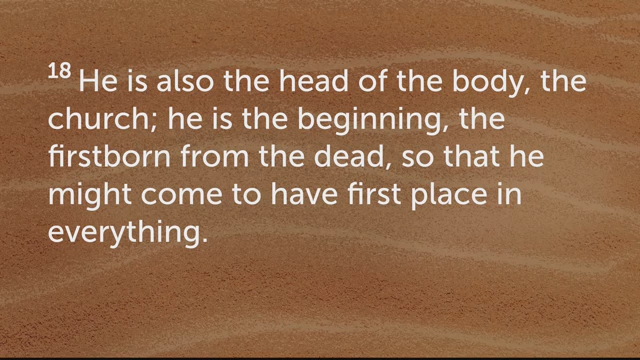 18 He is also the head of the body, the
church; he is the beginning, the
firstborn from the dead, so that he
might come to have first place in
everything.